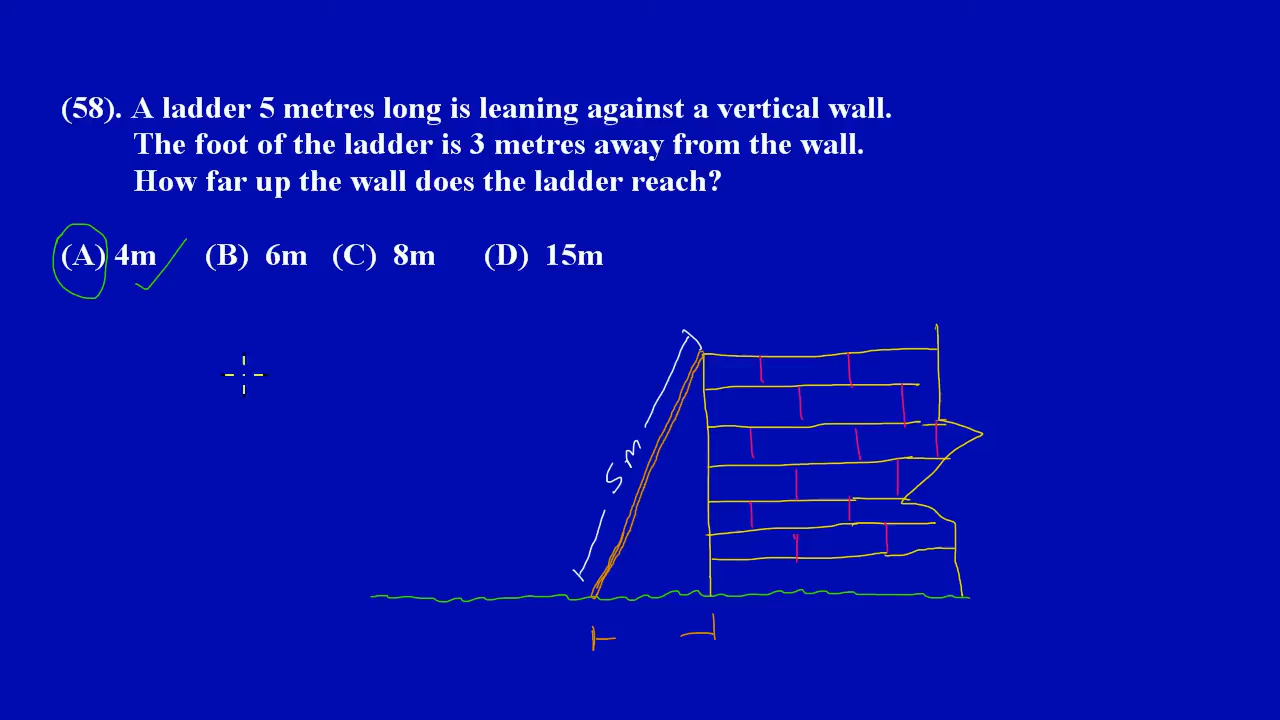 (58). A ladder 5 metres long is leaning against a vertical wall.
The foot of the ladder is 3 metres away from the wall.
How far up the wall does the ladder reach?
(A) 4m (B) 6m (C) 8m (D) 15m
5m